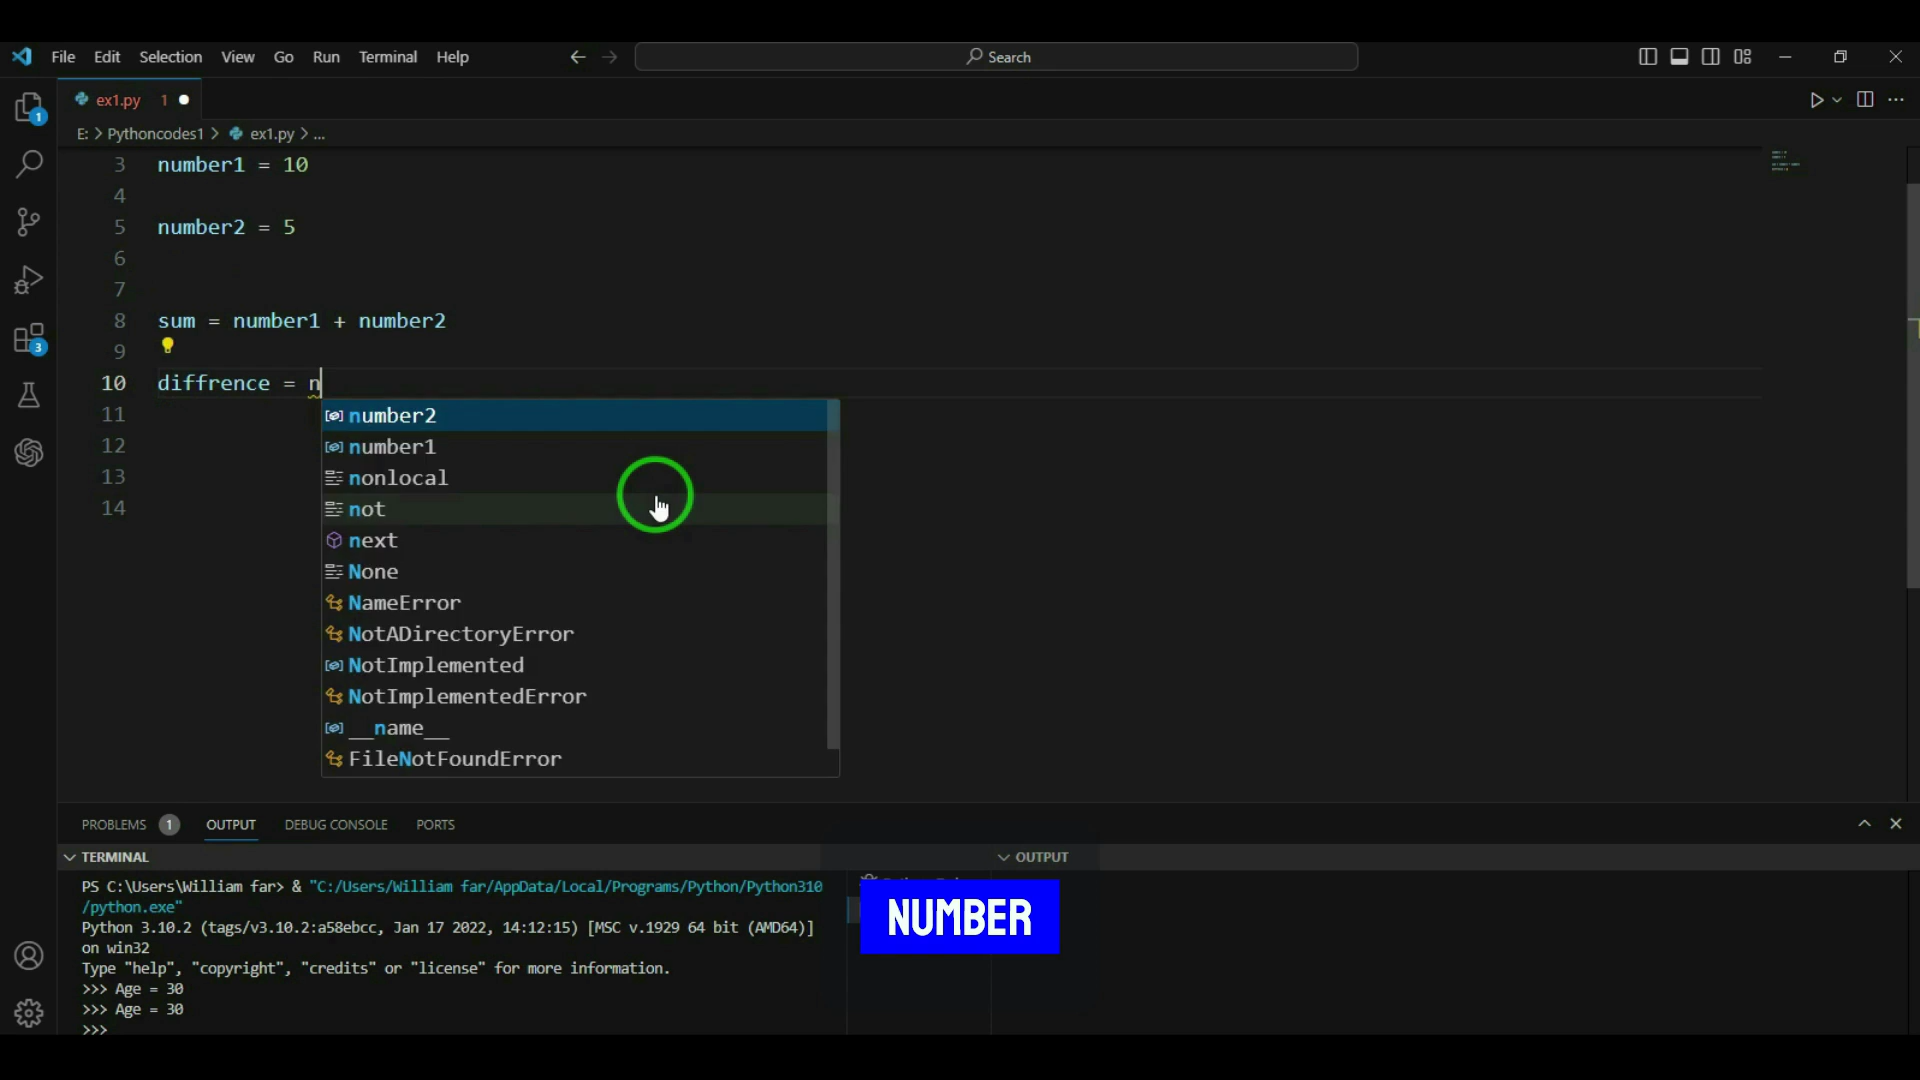 File Edit Selection View Go Run Terminal Help
Search
ex1.py 1
E: > Pythoncodes1 > ex1.py > ...
1
3
3 number1 = 10
4
5 number2 = 5
6
7
8 sum = number1 + number2
9
10 diffrence = n
11
12
13
14
number2
number1
nonlocal
not
next
None
NameError
NotADirectoryError
NotImplemented
NotImplementedError
__name__
FileNotFoundError
PROBLEMS 1 OUTPUT DEBUG CONSOLE PORTS
TERMINAL
OUTPUT
PS C:\Users\William far> & "C:/Users/William far/AppData/Local/Programs/Python/Python310
/python.exe"
Python 3.10.2 (tags/v3.10.2:a58ebcc, Jan 17 2022, 14:12:15) [MSC v.1929 64 bit (AMD64)]
on win32
Type "help", "copyright", "credits" or "license" for more information.
>>> Age = 30
>>> Age = 30
>>>
NUMBER